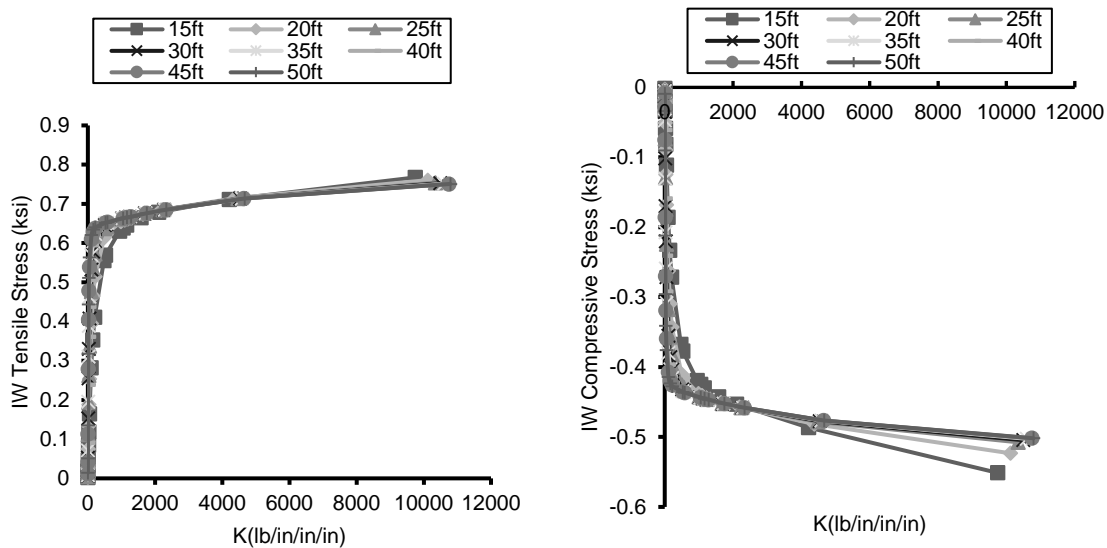 15ft 20ft 25ft
30ft 35ft 40ft
45ft 50ft
0.9
0.8
0.7
0.6
0.5
0.4
0.3
0.2
0.1
0
IW Tensile Stress (ksi)
0 2000 4000 6000 8000 10000 12000
K(lb/in/in/in)
15ft 20ft 25ft
30ft 35ft 40ft
45ft 50ft
0
-0.1
-0.2
-0.3
-0.4
-0.5
-0.6
IW Compressive Stress (ksi)
0 2000 4000 6000 8000 10000 12000
K(lb/in/in/in)